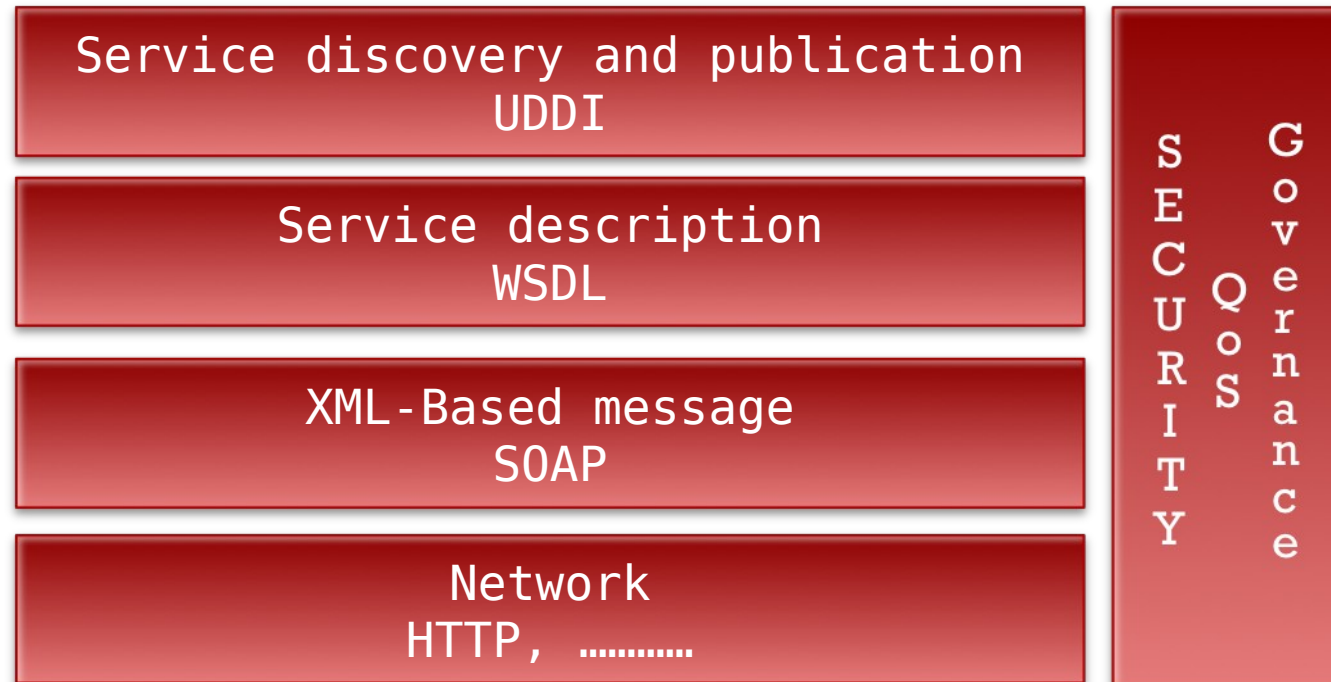 Service discovery and publication
UDDI
Service description
WSDL
XML-Based message
SOAP
Network
HTTP, …………
SECURITY
QoS
Governance